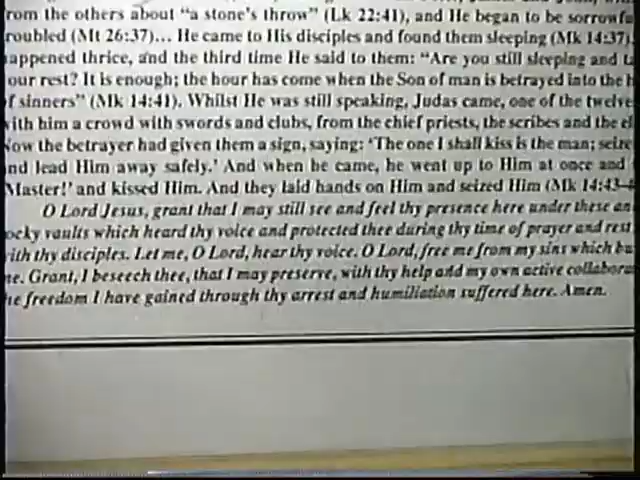 rom the others about "a stone's throw" (Lk 22:41), and He began to be sorrowfu
roubled (Mt 26:37)... He came to His disciples and found them sleeping (Mk 14:37)
appened thrice, and the third time He said to them: "Are you still sleeping and ta
our rest? It is enough; the hour has come when the Son of man is betrayed into the h
f sinners" (Mk 14:41). Whilst He was still speaking, Judas came, one of the twelve
ith him a crowd with swords and clubs, from the chief priests, the scribes and the el
ow the betrayer had given them a sign, saying: 'The one I shall kiss is the man; seize
nd lead Him away safely.' And when he came, he went up to Him at once and
Master!' and kissed Him. And they laid hands on Him and seized Him (Mk 14:43-4
O Lord Jesus, grant that I may still see and feel thy presence here under these an
ocky vaults which heard thy voice and protected thee during thy time of prayer and rest
ith thy disciples. Let me, O Lord, hear thy voice. O Lord, free me from my sins which
e. Grant, I beseech thee, that I may preserve, with thy help and my own active collabora
he freedom I have gained through thy arrest and humiliation suffered here. Amen.